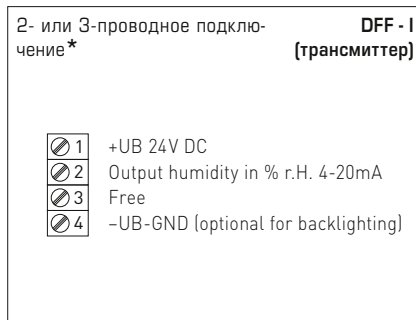 2- или 3-проводное подклю-
чение*
DFF - I
(трансмиттер)
1 +UB 24V DC
2 Output humidity in % r.H. 4-20mA
3 Free
4 –UB-GND (optional for backlighting)